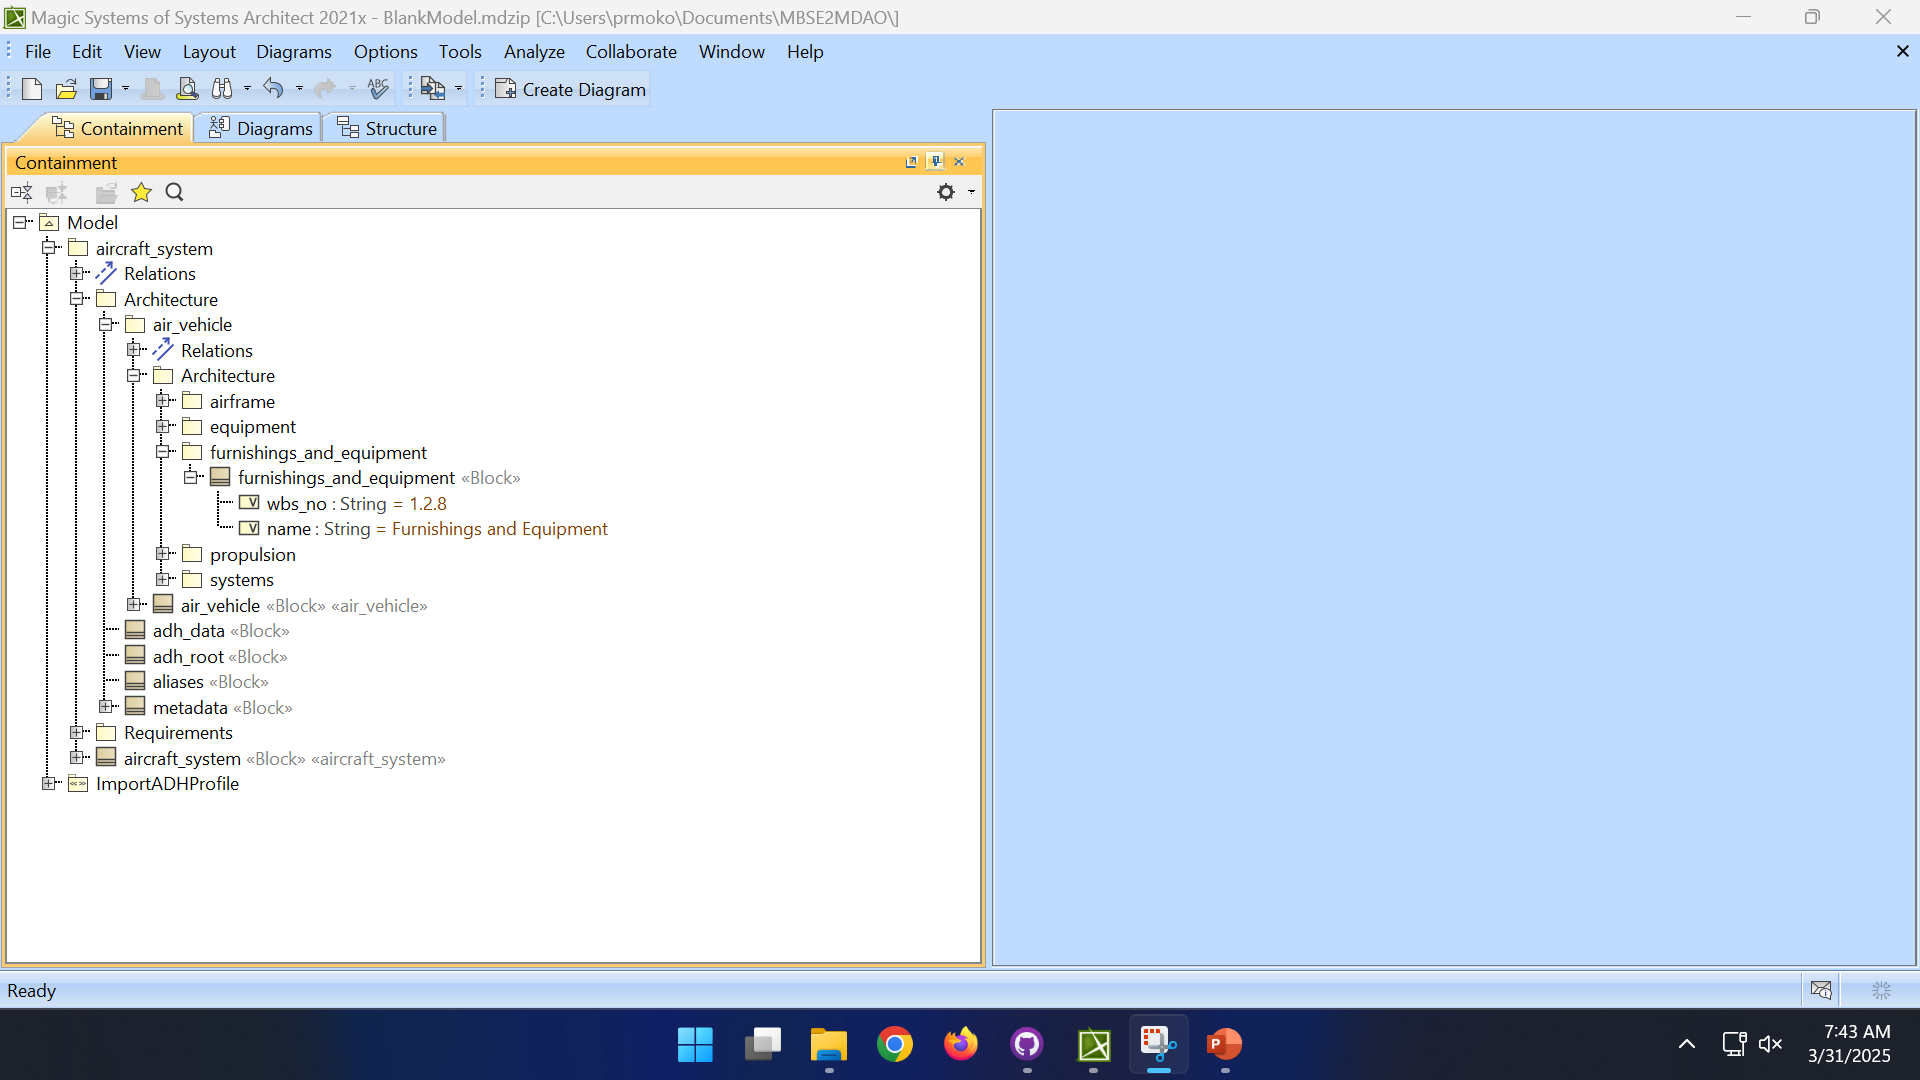 Magic Systems of Systems Architect 2021x - BlankModel.mdzip [C:\Users\prmoko\Documents\MBSE2MDAO\]
File Edit View Layout Diagrams Options Tools Analyze Collaborate Window Help
ABC Create Diagram
Containment Diagrams Structure
Containment
Model
aircraft_system
Relations
Architecture
air_vehicle
Relations
Architecture
airframe
equipment
furnishings_and_equipment
furnishings_and_equipment «Block»
V wbs_no : String = 1.2.8
V name : String = Furnishings and Equipment
propulsion
systems
air_vehicle «Block» «air_vehicle»
adh_data «Block»
adh_root «Block»
aliases «Block»
metadata «Block»
Requirements
aircraft_system «Block» «aircraft_system»
ImportADHProfile
Ready
P
7:43 AM
3/31/2025